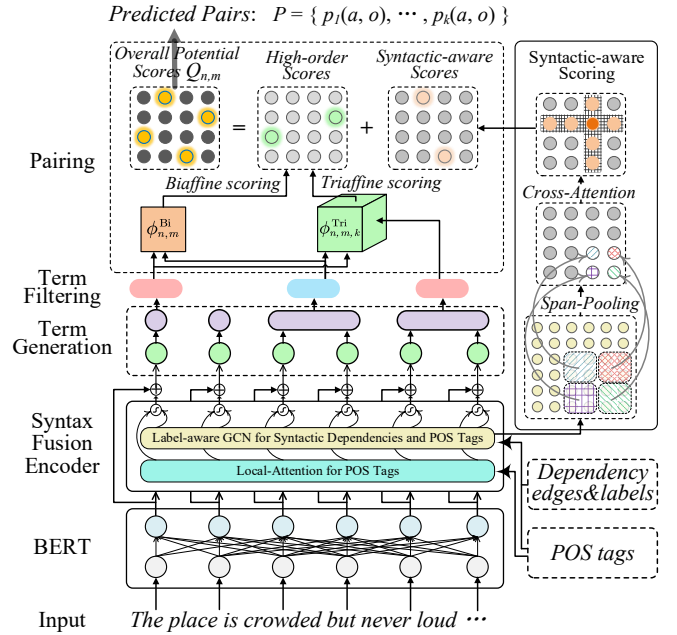 Predicted Pairs: P = { p1(a, o), ⋯ , pk(a, o) }
Overall Potential
Scores Qn,m
High-order
Scores
Syntactic-aware
Scores
Syntactic-aware
Scoring
=
+
Pairing
Biaffine scoring
Triaffine scoring
Cross-Attention
ϕ^Bi_n,m
ϕ^Tri_n,m,k
Term
Filtering
Span-Pooling
Term
Generation
Syntax
Fusion
Encoder
Label-aware GCN for Syntactic Dependencies and POS Tags
Local-Attention for POS Tags
Dependency
edges&labels
BERT
POS tags
Input
The place is crowded but never loud ⋯